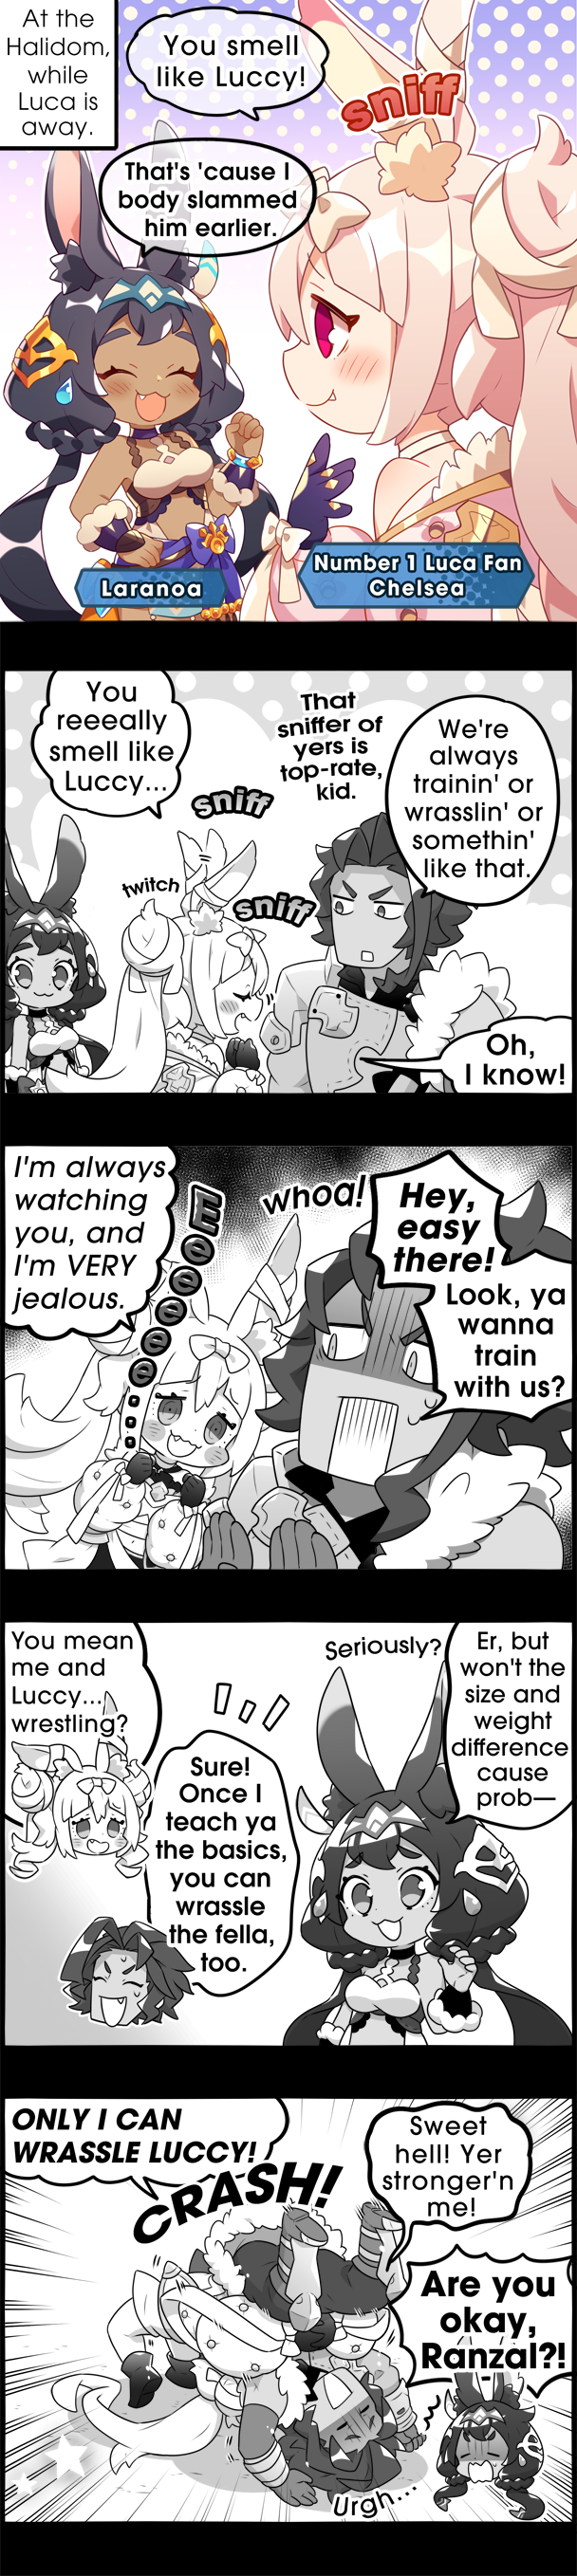 At the
Halidom,
while
Luca is
away.
You smell
like Luccy!
sniff
That's 'cause I
body slammed
him earlier.
Laranoa
Number 1 Luca Fan
Chelsea
You
reeeally
smell like
Luccy...
That
sniffer of
yers is
top-rate,
kid.
We're
always
trainin' or
wrasslin' or
somethin'
like that.
sniff
twitch
sniff
Oh,
I know!
I'm always
watching
you, and
I'm VERY
jealous.
Eeeeeee...
whoa!
Hey,
easy
there!
Look, ya
wanna
train
with us?
You mean
me and
Luccy...
wrestling?
Seriously?
Er, but
won't the
size and
weight
difference
cause
prob—
Sure!
Once I
teach ya
the basics,
you can
wrassle
the fella,
too.
ONLY I CAN
WRASSLE LUCCY!
CRASH!
Sweet
hell! Yer
stronger'n
me!
Are you
okay,
Ranzal?!
Urgh...